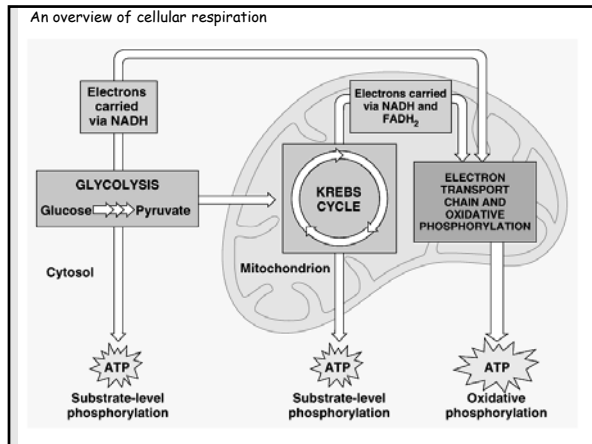 An overview of cellular respiration
Electrons
carried
via NADH
Electrons carried
via NADH and
FADH₂
GLYCOLYSIS
Glucose Pyruvate
KREBS
CYCLE
ELECTRON
TRANSPORT
CHAIN AND
OXIDATIVE
PHOSPHORYLATION
Cytosol
Mitochondrion
ATP
ATP
ATP
Substrate-level
phosphorylation
Substrate-level
phosphorylation
Oxidative
phosphorylation